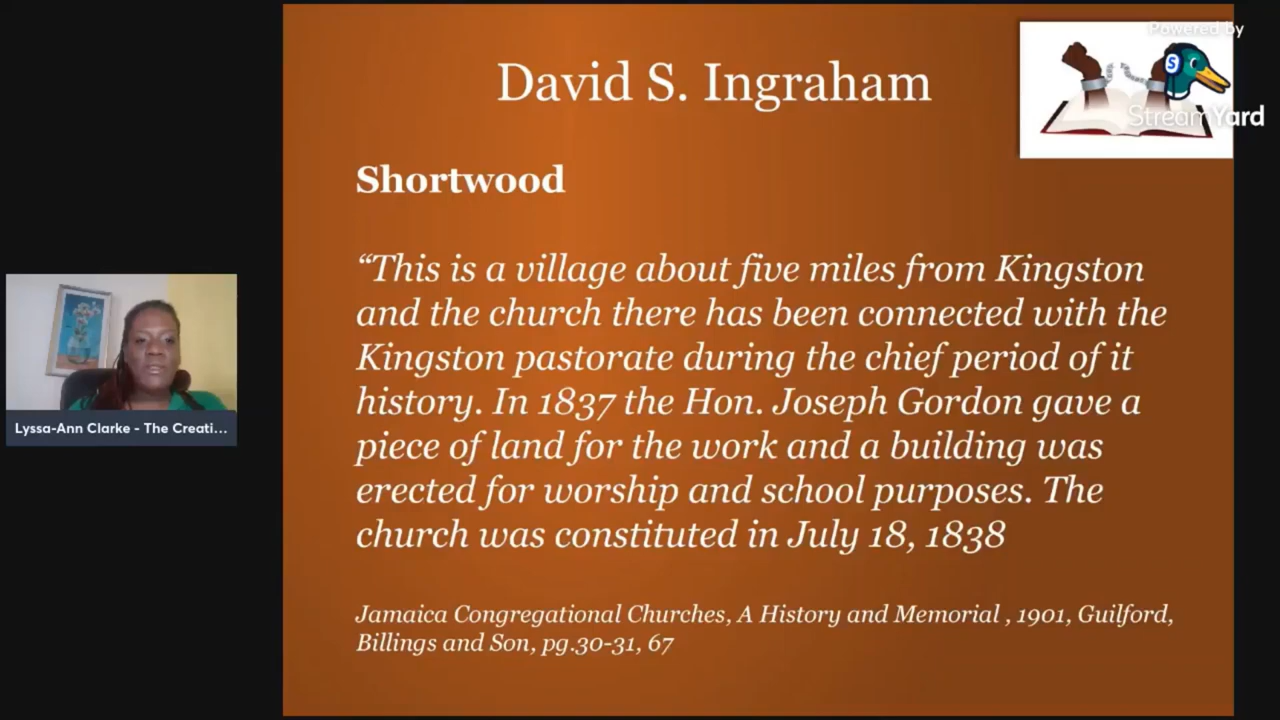 David S. Ingraham
Powered by
S
StreamYard
Shortwood
“This is a village about five miles from Kingston
and the church there has been connected with the
Kingston pastorate during the chief period of it
history. In 1837 the Hon. Joseph Gordon gave a
piece of land for the work and a building was
erected for worship and school purposes. The
church was constituted in July 18, 1838
Jamaica Congregational Churches, A History and Memorial , 1901, Guilford,
Billings and Son, pg.30-31, 67
Lyssa-Ann Clarke - The Creati...